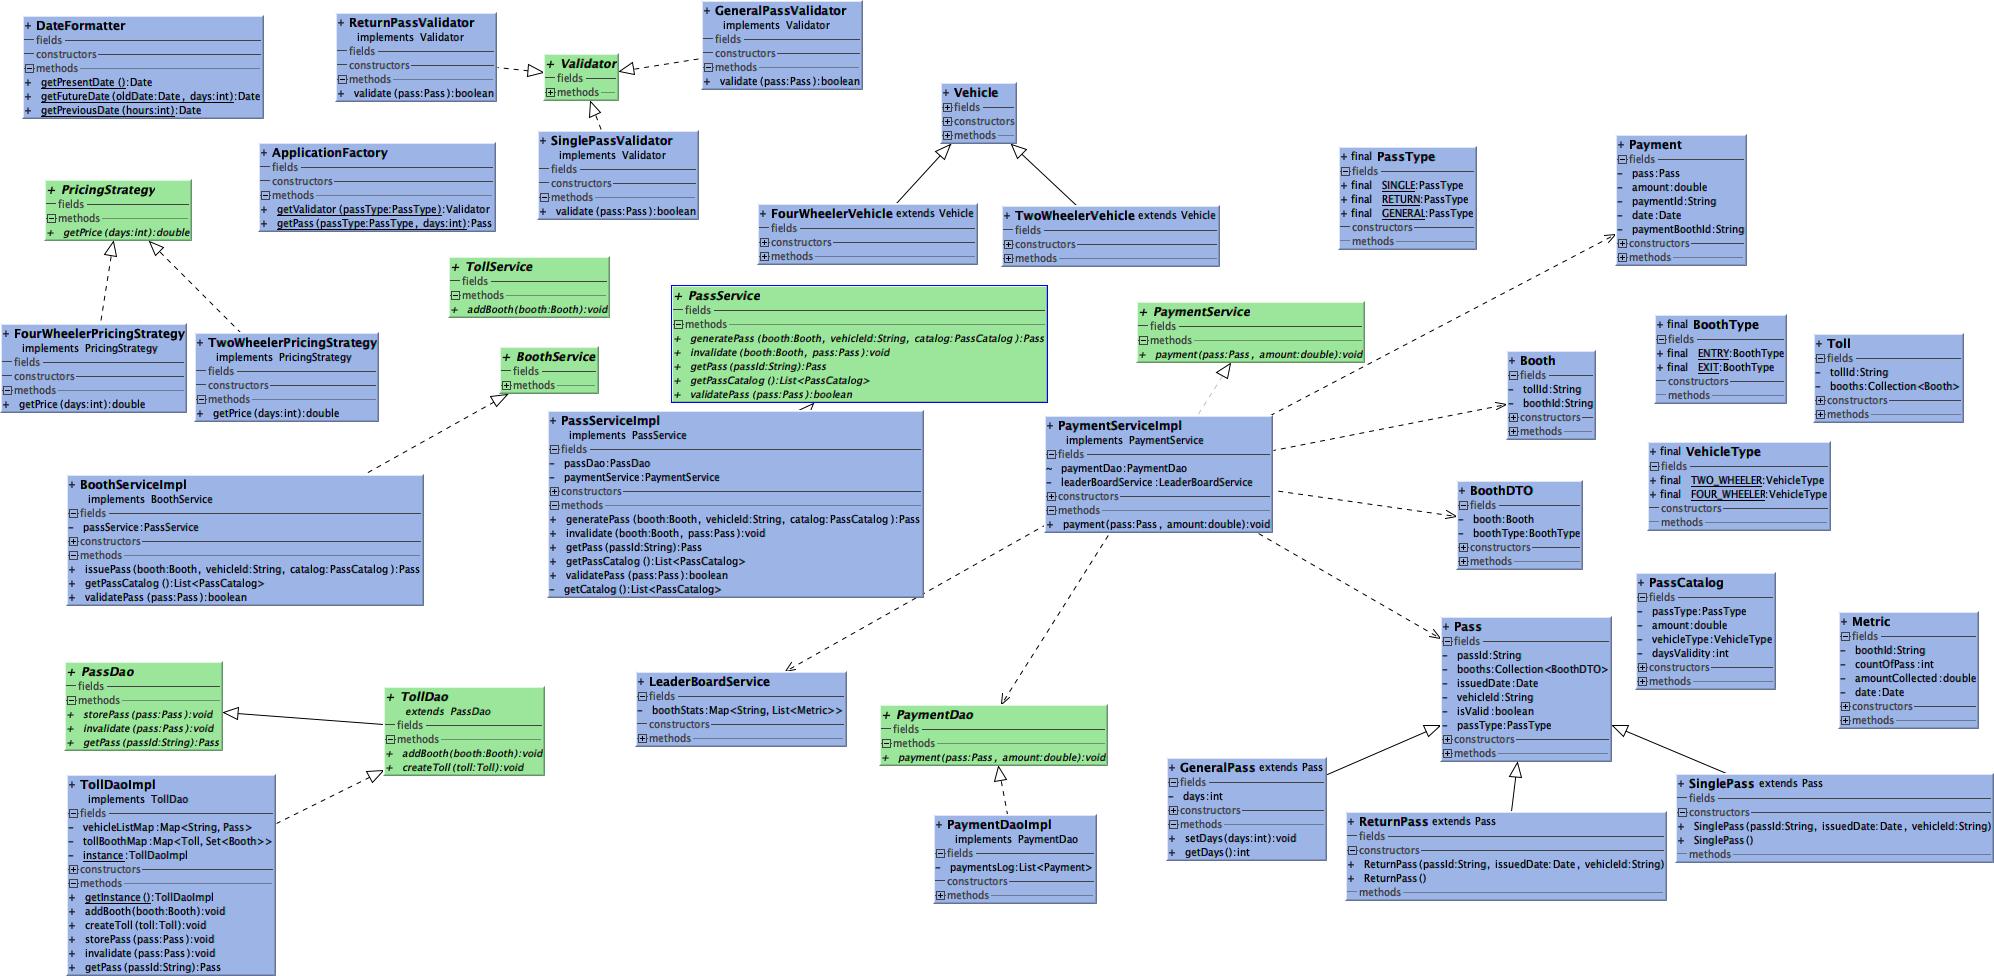 + DateFormatter
fields
constructors
methods
+ getPresentDate ():Date
+ getFutureDate (oldDate:Date, days:int):Date
+ getPreviousDate (hours:int):Date
+ ReturnPassValidator
implements Validator
fields
constructors
methods
+ validate (pass:Pass):boolean
+ Validator
fields
methods
+ GeneralPassValidator
implements Validator
fields
constructors
methods
+ validate (pass:Pass):boolean
+ SinglePassValidator
implements Validator
fields
constructors
methods
+ validate (pass:Pass):boolean
+ ApplicationFactory
fields
constructors
methods
+ getValidator (passType:PassType):Validator
+ getPass (passType:PassType, days:int):Pass
+ PricingStrategy
fields
methods
+ getPrice (days:int):double
+ FourWheelerPricingStrategy
implements PricingStrategy
fields
constructors
methods
+ getPrice (days:int):double
+ TwoWheelerPricingStrategy
implements PricingStrategy
fields
constructors
methods
+ getPrice (days:int):double
+ Vehicle
fields
constructors
methods
+ FourWheelerVehicle extends Vehicle
fields
constructors
methods
+ TwoWheelerVehicle extends Vehicle
fields
constructors
methods
+ final PassType
fields
+ final SINGLE:PassType
+ final RETURN:PassType
+ final GENERAL:PassType
constructors
methods
+ Payment
fields
- pass:Pass
- amount:double
- paymentId:String
- date:Date
- paymentBoothId:String
constructors
methods
+ TollService
fields
methods
+ addBooth (booth:Booth):void
+ PassService
fields
methods
+ generatePass (booth:Booth, vehicleId:String, catalog:PassCatalog ):Pass
+ invalidate (booth:Booth, pass:Pass):void
+ getPass (passId:String):Pass
+ getPassCatalog ():List<PassCatalog>
+ validatePass (pass:Pass):boolean
+ PaymentService
fields
methods
+ payment(pass:Pass, amount:double):void
+ BoothService
fields
methods
+ final BoothType
fields
+ final ENTRY:BoothType
+ final EXIT:BoothType
constructors
methods
+ Toll
fields
- tollId:String
- booths:Collection<Booth>
constructors
methods
+ Booth
fields
- tollId:String
- boothId:String
constructors
methods
+ PassServiceImpl
implements PassService
fields
- passDao:PassDao
- paymentService:PaymentService
constructors
methods
+ generatePass (booth:Booth, vehicleId:String, catalog:PassCatalog ):Pass
+ invalidate (booth:Booth, pass:Pass):void
+ getPass (passId:String):Pass
+ getPassCatalog ():List<PassCatalog>
+ validatePass (pass:Pass):boolean
- getCatalog ():List<PassCatalog>
+ PaymentServiceImpl
implements PaymentService
fields
~ paymentDao:PaymentDao
~ leaderBoardService:LeaderBoardService
constructors
methods
+ payment(pass:Pass, amount:double):void
+ final VehicleType
fields
+ final TWO_WHEELER:VehicleType
+ final FOUR_WHEELER:VehicleType
constructors
methods
+ BoothServiceImpl
implements BoothService
fields
- passService:PassService
constructors
methods
+ issuePass (booth:Booth, vehicleId:String, catalog:PassCatalog ):Pass
+ getPassCatalog ():List<PassCatalog>
+ validatePass (pass:Pass):boolean
+ BoothDTO
fields
- booth:Booth
- boothType:BoothType
constructors
methods
+ PassCatalog
fields
- passType:PassType
- amount:double
- vehicleType:VehicleType
- daysValidity:int
constructors
methods
+ Metric
fields
- boothId:String
- countOfPass:int
- amountCollected:double
- date:Date
constructors
methods
+ Pass
fields
- passId:String
- booths:Collection<BoothDTO>
- issuedDate:Date
- vehicleId:String
- isValid:boolean
- passType:PassType
constructors
methods
+ PassDao
fields
methods
+ storePass (pass:Pass):void
+ invalidate (pass:Pass):void
+ getPass (passId:String):Pass
+ TollDao
extends PassDao
fields
methods
+ addBooth (booth:Booth):void
+ createToll (toll:Toll):void
+ LeaderBoardService
fields
- boothStats:Map<String, List<Metric>>
constructors
methods
+ PaymentDao
fields
methods
+ payment(pass:Pass, amount:double):void
+ TollDaoImpl
implements TollDao
fields
- vehicleListMap:Map<String, Pass>
- tollBoothMap:Map<Toll, Set<Booth>>
- instance:TollDaoImpl
constructors
methods
+ getInstance ():TollDaoImpl
+ addBooth (booth:Booth):void
+ createToll (toll:Toll):void
+ storePass (pass:Pass):void
+ invalidate (pass:Pass):void
+ getPass (passId:String):Pass
+ PaymentDaoImpl
implements PaymentDao
fields
- paymentsLog:List<Payment>
constructors
methods
+ GeneralPass extends Pass
fields
- days:int
constructors
methods
+ setDays (days:int):void
+ getDays ():int
+ ReturnPass extends Pass
fields
constructors
+ ReturnPass (passId:String, issuedDate:Date, vehicleId:String)
+ ReturnPass ()
methods
+ SinglePass extends Pass
fields
constructors
+ SinglePass (passId:String, issuedDate:Date, vehicleId:String)
+ SinglePass ()
methods